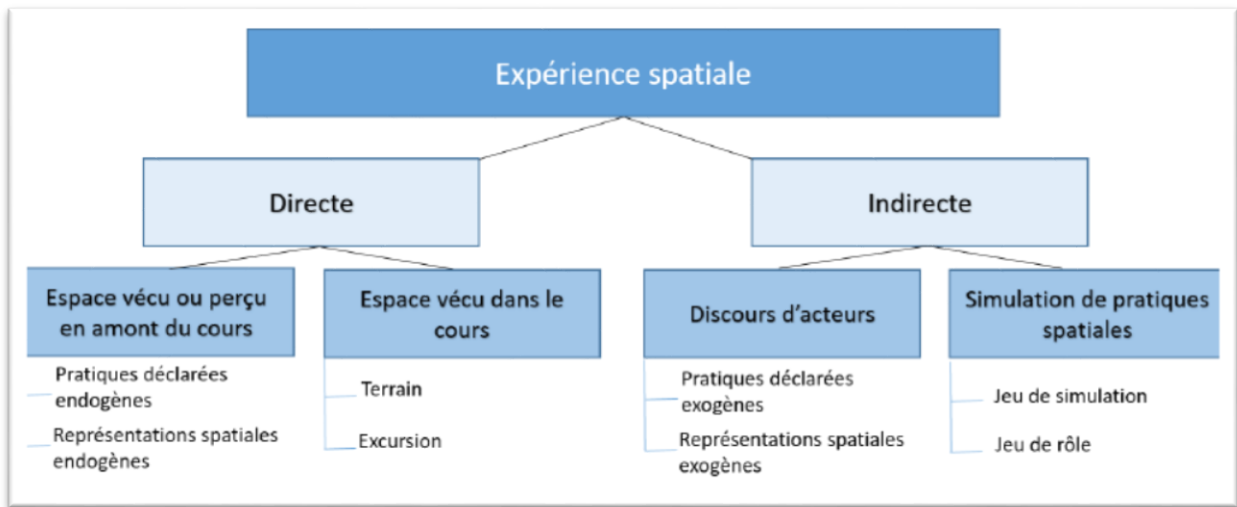 Expérience spatiale
Directe
Indirecte
Espace vécu ou perçu
en amont du cours
Pratiques déclarées
endogènes
Représentations spatiales
endogènes
Espace vécu dans le
cours
Terrain
Excursion
Discours d'acteurs
Pratiques déclarées
exogènes
Représentations spatiales
exogènes
Simulation de pratiques
spatiales
Jeu de simulation
Jeu de rôle